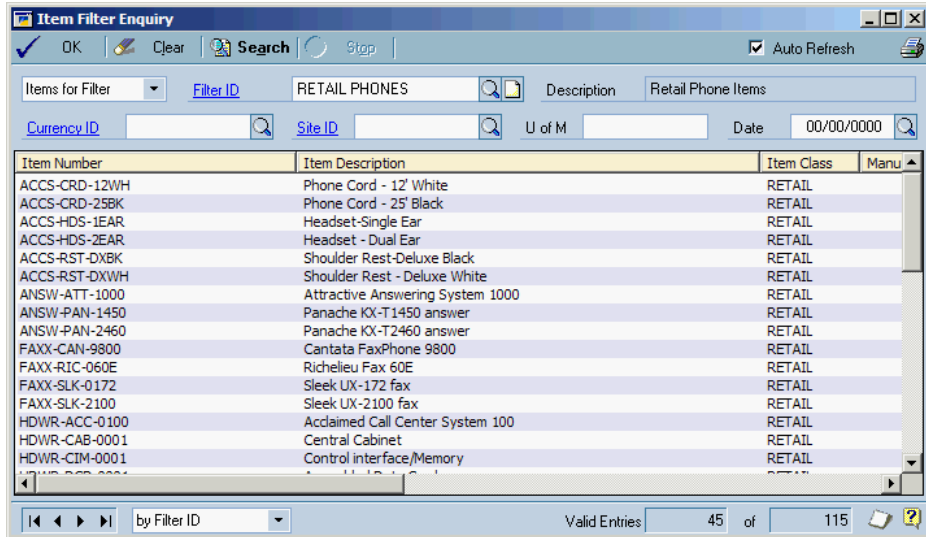 Item Filter Enquiry
OK Clear Search Stop Auto Refresh
Items for Filter Filter ID RETAIL PHONES Description Retail Phone Items
Currency ID Site ID U of M Date 00/00/0000
Item Number Item Description Item Class Manu
ACCS-CRD-12WH Phone Cord - 12' White RETAIL
ACCS-CRD-25BK Phone Cord - 25' Black RETAIL
ACCS-HDS-1EAR Headset-Single Ear RETAIL
ACCS-HDS-2EAR Headset - Dual Ear RETAIL
ACCS-RST-DXBK Shoulder Rest-Deluxe Black RETAIL
ACCS-RST-DXWH Shoulder Rest - Deluxe White RETAIL
ANSW-ATT-1000 Attractive Answering System 1000 RETAIL
ANSW-PAN-1450 Panache KX-T1450 answer RETAIL
ANSW-PAN-2460 Panache KX-T2460 answer RETAIL
FAXX-CAN-9800 Cantata FaxPhone 9800 RETAIL
FAXX-RIC-060E Richelieu Fax 60E RETAIL
FAXX-SLK-0172 Sleek UX-172 fax RETAIL
FAXX-SLK-2100 Sleek UX-2100 fax RETAIL
HDWR-ACC-0100 Acclaimed Call Center System 100 RETAIL
HDWR-CAB-0001 Central Cabinet RETAIL
HDWR-CIM-0001 Control interface/Memory RETAIL
by Filter ID Valid Entries 45 of 115